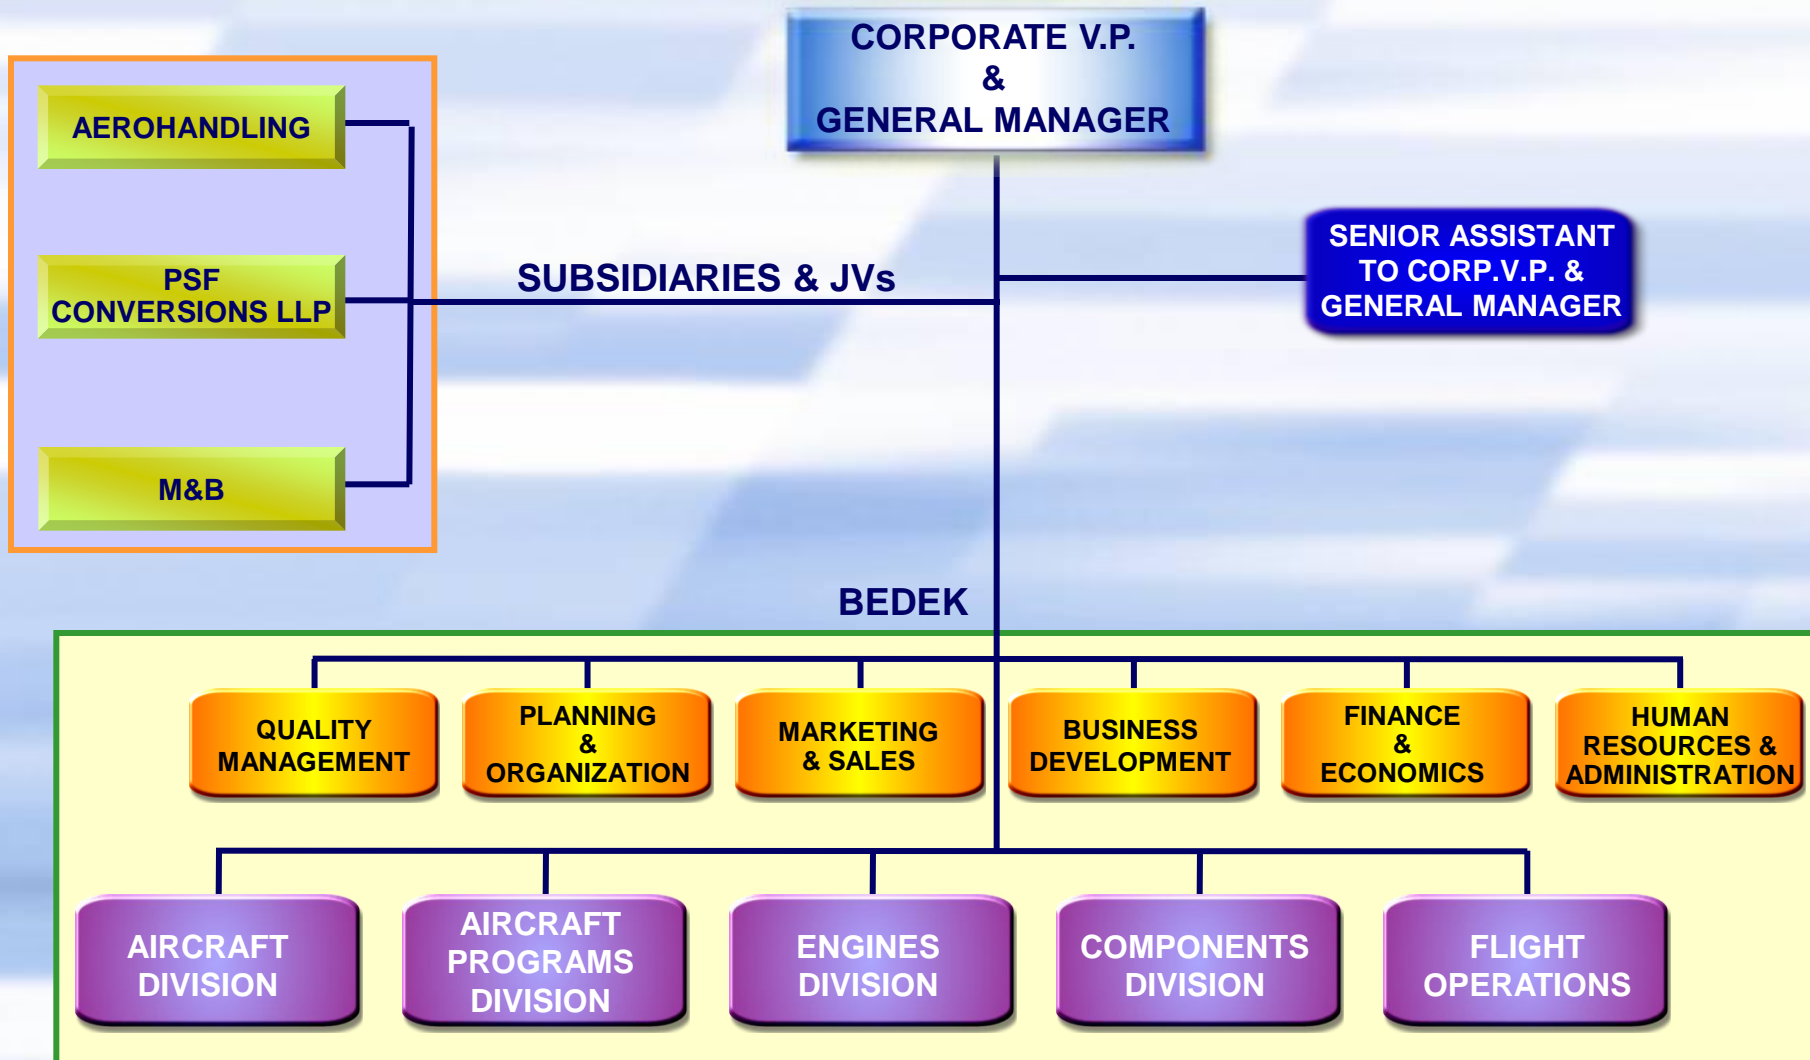 CORPORATE V.P.
&
GENERAL MANAGER
AEROHANDLING
PSF
CONVERSIONS LLP
M&B
SUBSIDIARIES & JVs
SENIOR ASSISTANT
TO CORP.V.P. &
GENERAL MANAGER
BEDEK
QUALITY
MANAGEMENT
PLANNING
&
ORGANIZATION
MARKETING
& SALES
BUSINESS
DEVELOPMENT
FINANCE
&
ECONOMICS
HUMAN
RESOURCES &
ADMINISTRATION
AIRCRAFT
DIVISION
AIRCRAFT
PROGRAMS
DIVISION
ENGINES
DIVISION
COMPONENTS
DIVISION
FLIGHT
OPERATIONS